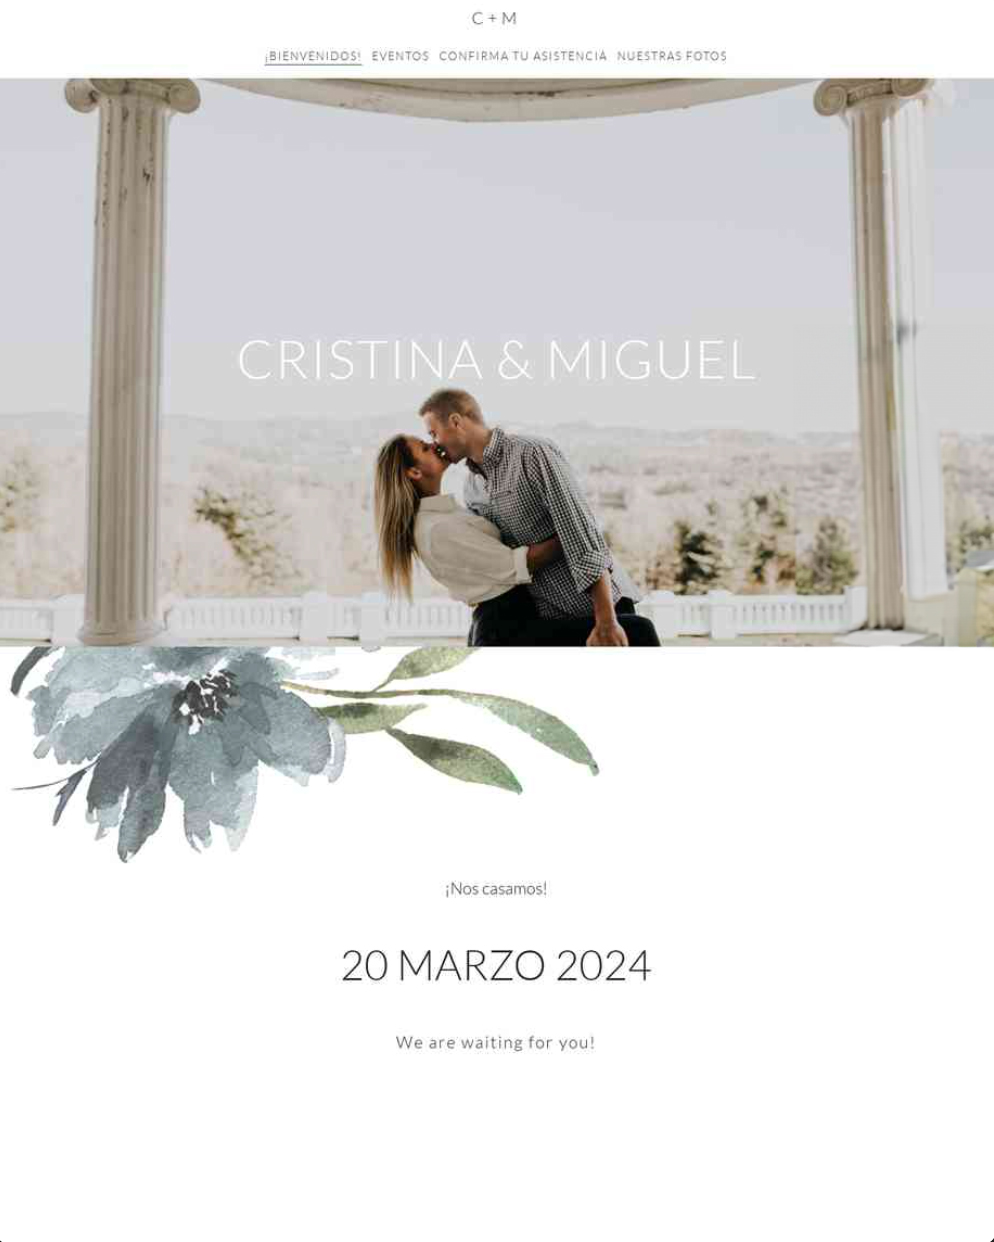 C + M
¡BIENVENIDOS! EVENTOS CONFIRMA TU ASISTENCIA NUESTRAS FOTOS
CRISTINA & MIGUEL
¡Nos casamos!
20 MARZO 2024
We are waiting for you!